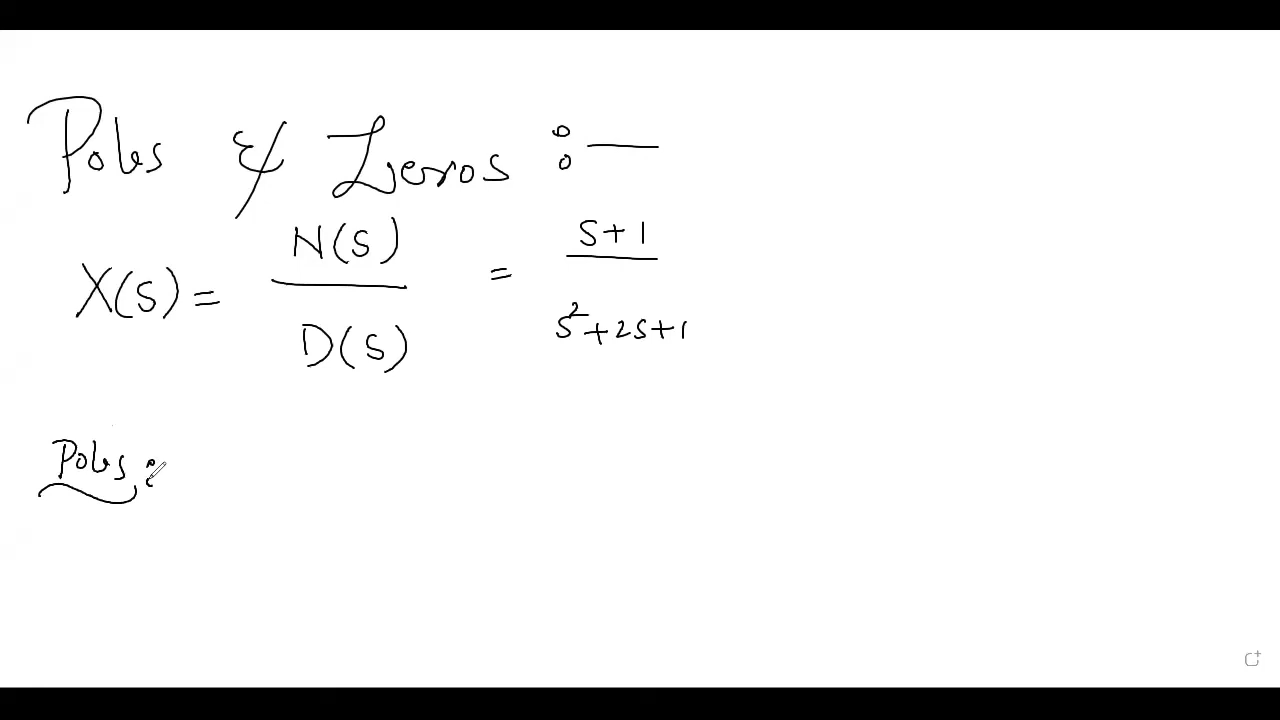 Poles & Zeros :—
X(s) = N(s) / D(s) = s+1 / s²+2s+1
Poles :